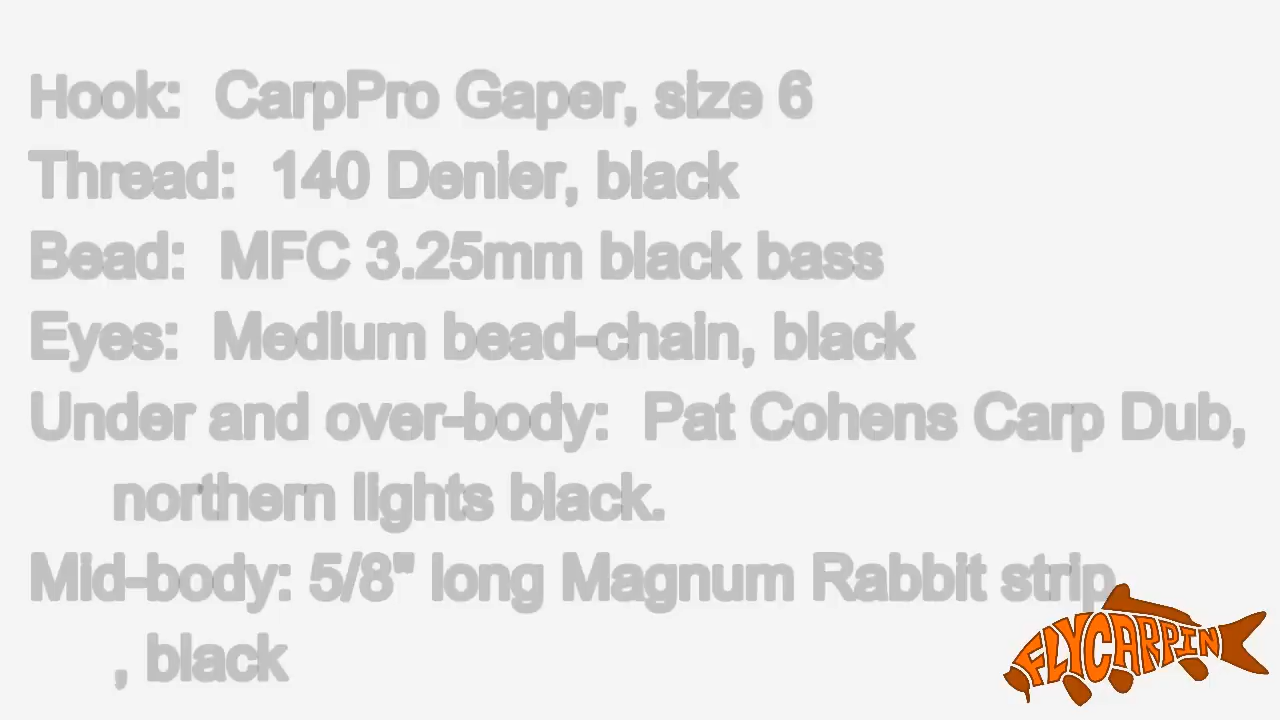 Hook:  CarpPro Gaper, size 6
Thread:  140 Denier, black
Bead:  MFC 3.25mm black bass
Eyes:  Medium bead-chain, black
Under and over-body:  Pat Cohens Carp Dub,
northern lights black.
Mid-body: 5/8" long Magnum Rabbit strip
, black
FLYCARPIN